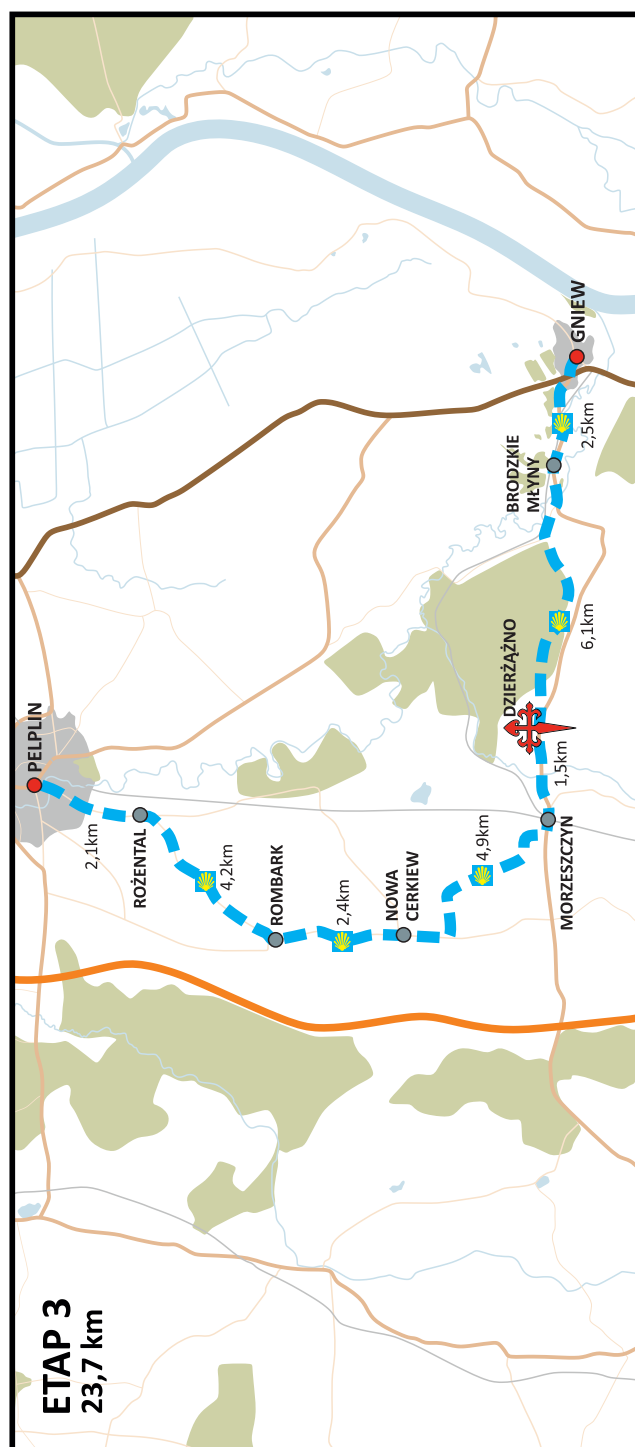 ETAP 3
23,7 km
PELPLIN
2,1km
ROŻENTAL
4,2km
ROMBARK
2,4km
NOWA
CERKIEW
4,9km
MORZESZCZYN
1,5km
DZIERŻĄŻNO
6,1km
BRODZKIE
MŁYNY
2,5km
GNIEW